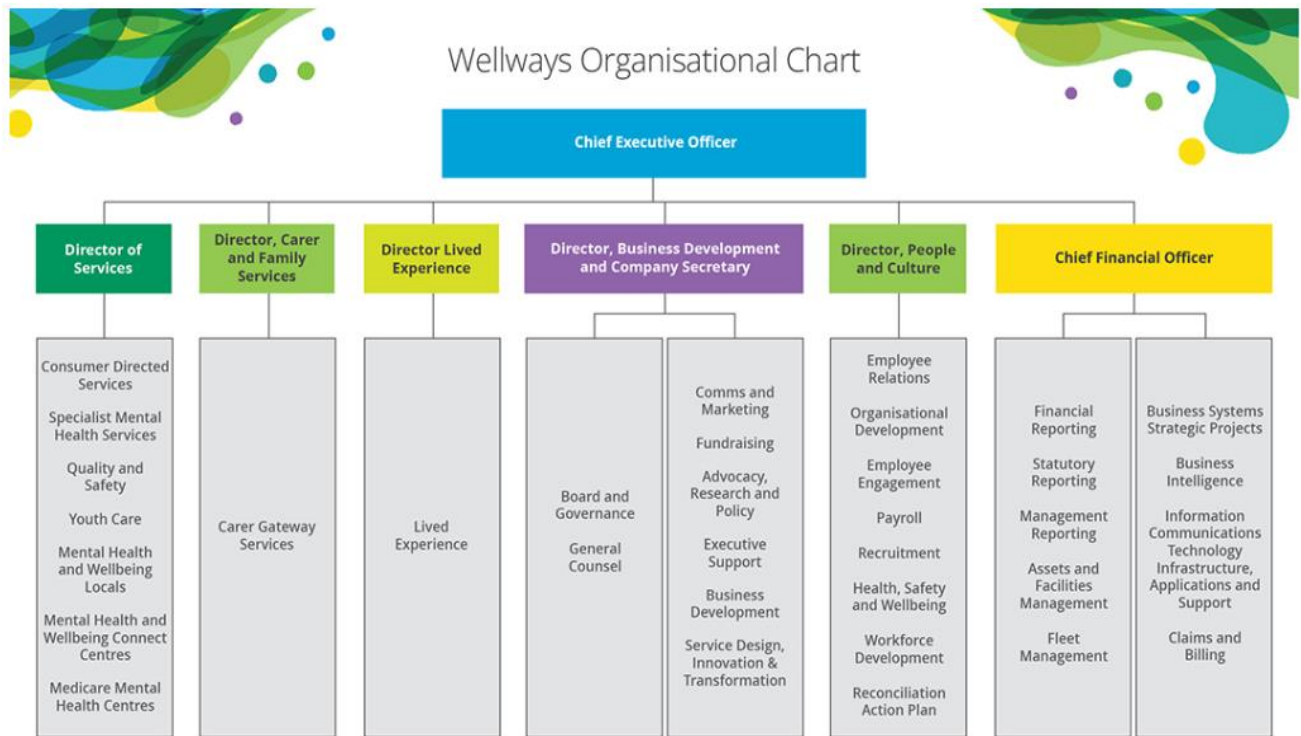 Wellways Organisational Chart
Chief Executive Officer
Director of
Services
Director, Carer
and Family
Services
Director Lived
Experience
Director, Business Development
and Company Secretary
Director, People
and Culture
Chief Financial Officer
Consumer Directed
Services
Specialist Mental
Health Services
Quality and
Safety
Youth Care
Mental Health
and Wellbeing
Locals
Mental Health and
Wellbeing Connect
Centres
Medicare Mental
Health Centres
Carer Gateway
Services
Lived
Experience
Board and
Governance
General
Counsel
Comms and
Marketing
Fundraising
Advocacy,
Research and
Policy
Executive
Support
Business
Development
Service Design,
Innovation &
Transformation
Employee
Relations
Organisational
Development
Employee
Engagement
Payroll
Recruitment
Health, Safety
and Wellbeing
Workforce
Development
Reconciliation
Action Plan
Financial
Reporting
Statutory
Reporting
Management
Reporting
Assets and
Facilities
Management
Fleet
Management
Business Systems
Strategic Projects
Business
Intelligence
Information
Communications
Technology
Infrastructure,
Applications and
Support
Claims and
Billing